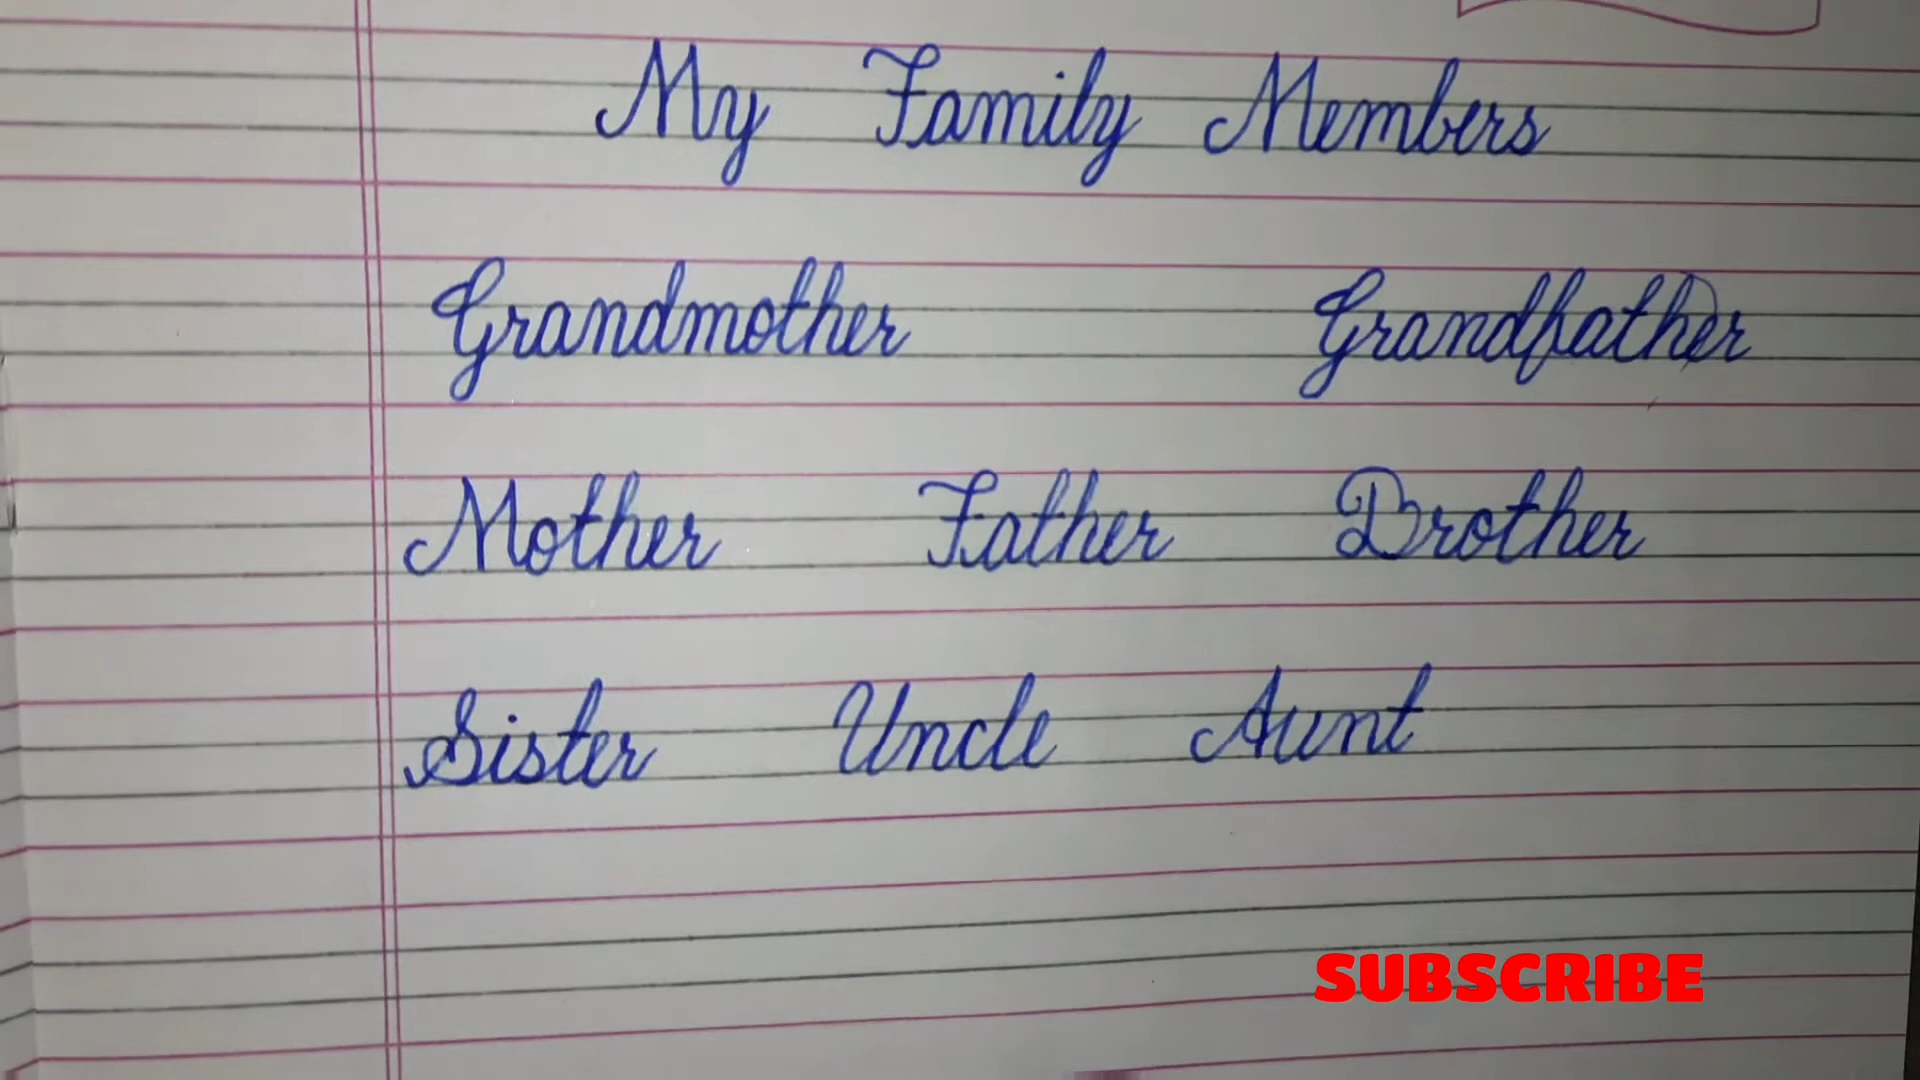 My Family Members
Grandmother Grandfather
Mother Father Brother
Sister Uncle Aunt
SUBSCRIBE